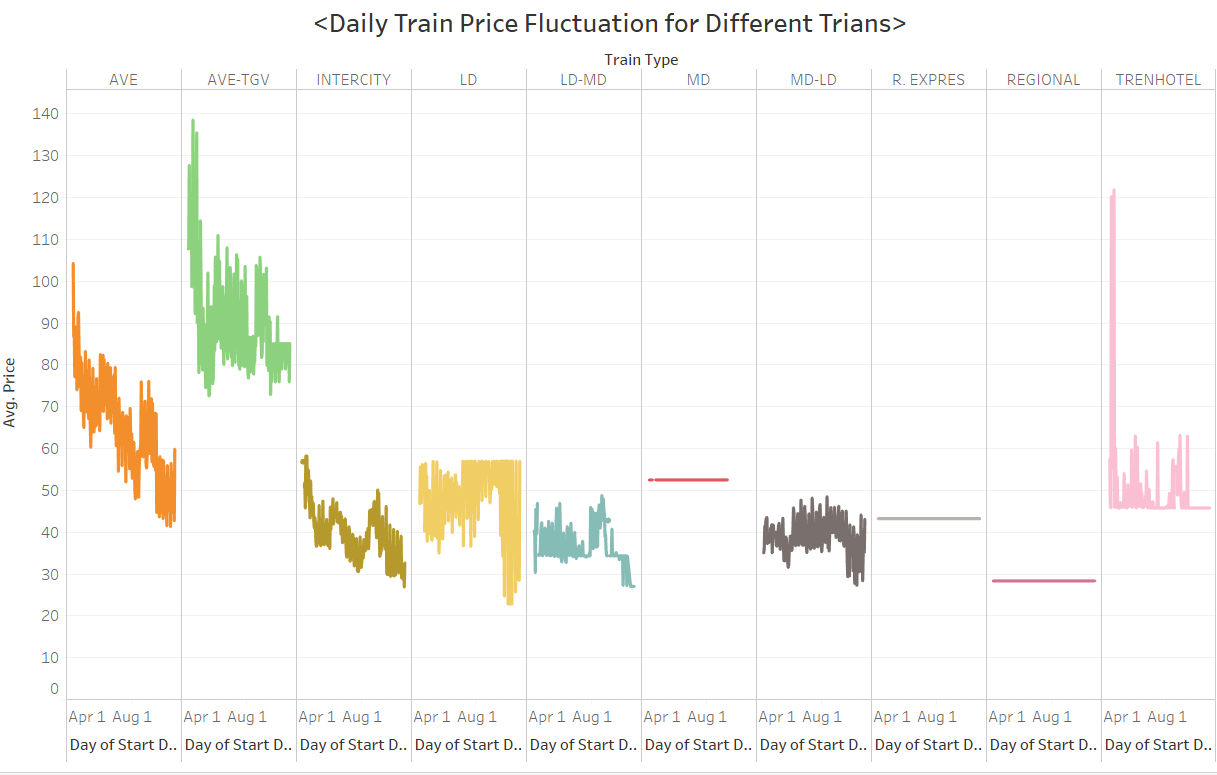 <Daily Train Price Fluctuation for Different Trians>
Train Type
AVE AVE-TGV INTERCITY LD LD-MD MD MD-LD R. EXPRES REGIONAL TRENHOTEL
140
130
120
110
100
90
80
70
60
50
40
30
20
10
0
Avg. Price
Apr 1 Aug 1 Apr 1 Aug 1 Apr 1 Aug 1 Apr 1 Aug 1 Apr 1 Aug 1 Apr 1 Aug 1 Apr 1 Aug 1 Apr 1 Aug 1 Apr 1 Aug 1 Apr 1 Aug 1
Day of Start D.. Day of Start D.. Day of Start D.. Day of Start D.. Day of Start D.. Day of Start D.. Day of Start D.. Day of Start D.. Day of Start D.. Day of Start D..